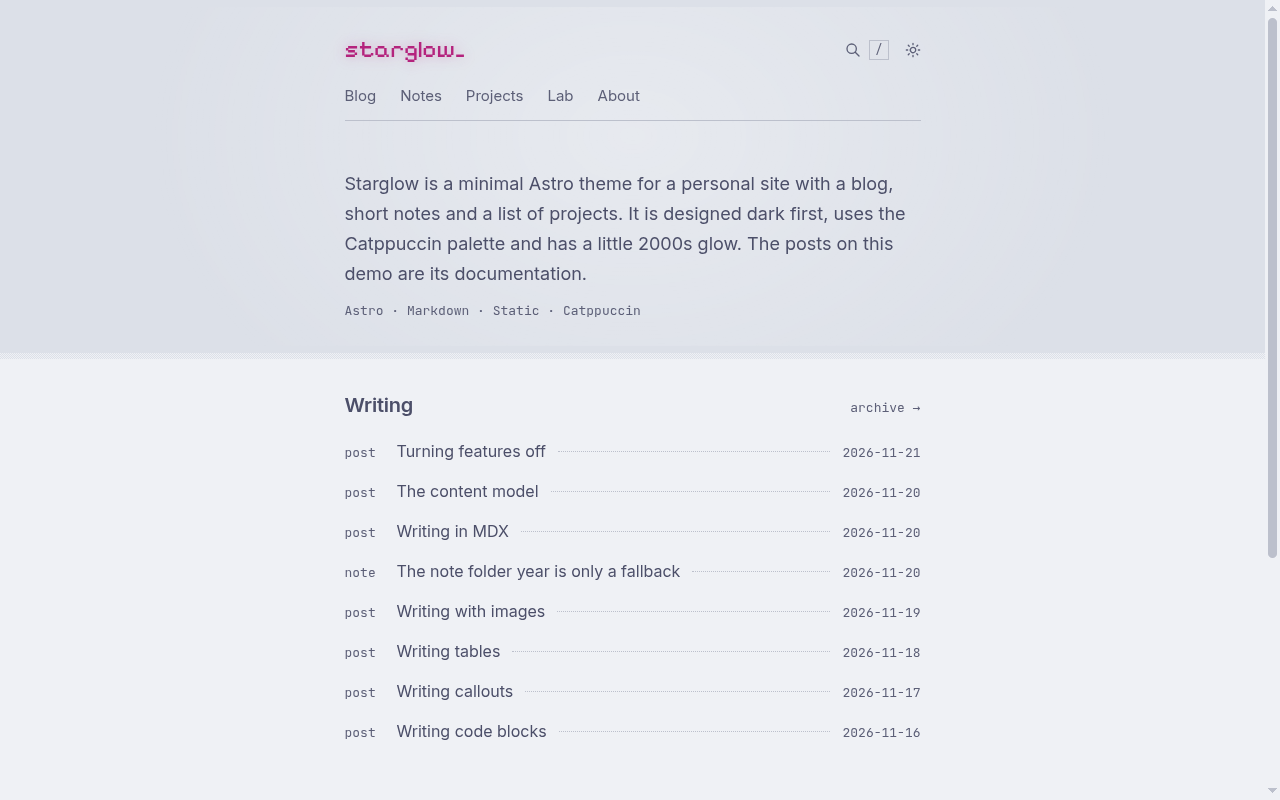 starglow_
/
Blog Notes Projects Lab About
Starglow is a minimal Astro theme for a personal site with a blog,
short notes and a list of projects. It is designed dark first, uses the
Catppuccin palette and has a little 2000s glow. The posts on this
demo are its documentation.
Astro · Markdown · Static · Catppuccin
Writing archive →
post Turning features off 2026-11-21
post The content model 2026-11-20
post Writing in MDX 2026-11-20
note The note folder year is only a fallback 2026-11-20
post Writing with images 2026-11-19
post Writing tables 2026-11-18
post Writing callouts 2026-11-17
post Writing code blocks 2026-11-16